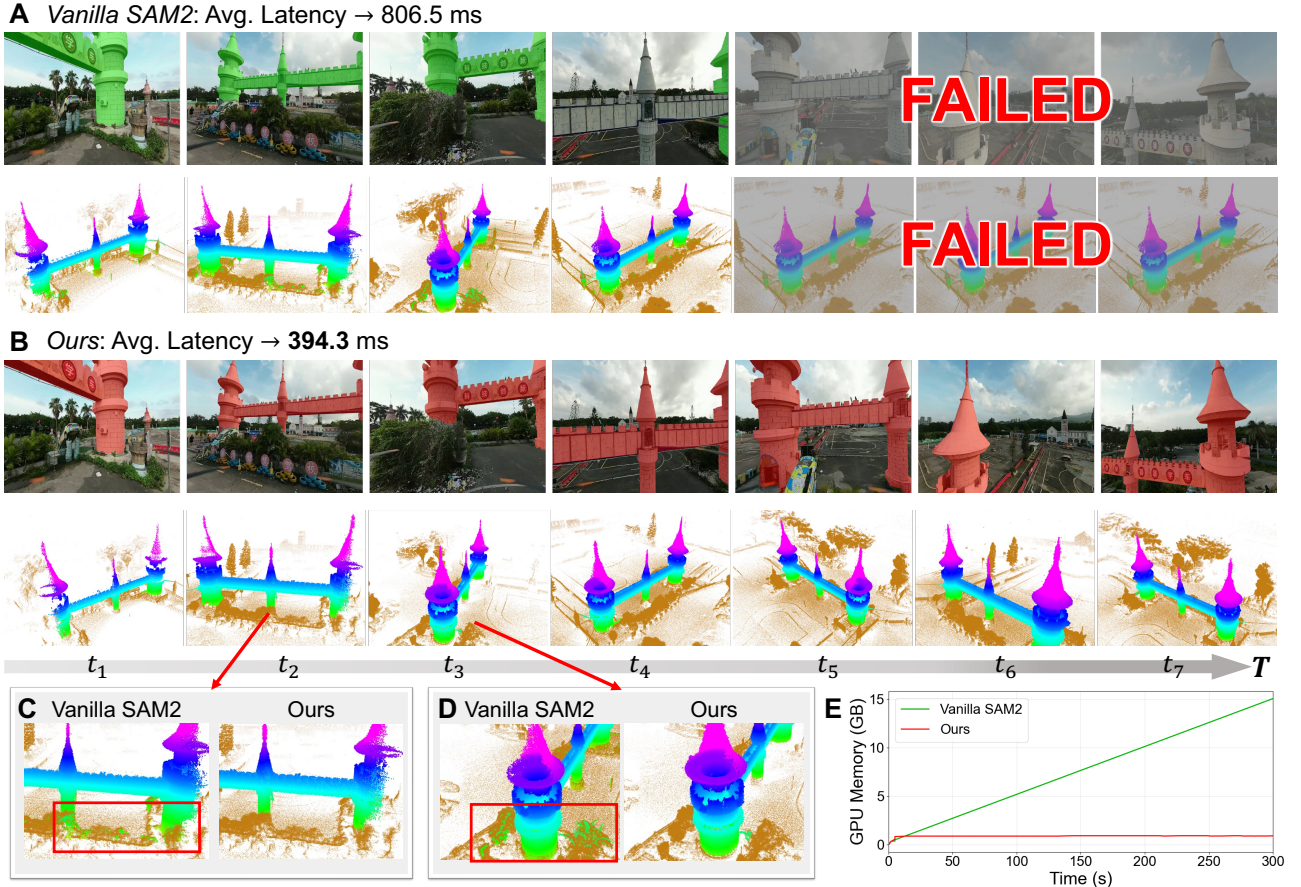 A Vanilla SAM2: Avg. Latency → 806.5 ms
FAILED
FAILED
B Ours: Avg. Latency → 394.3 ms
t₁ t₂ t₃ t₄ t₅ t₆ t₇ T
C Vanilla SAM2 Ours
D Vanilla SAM2 Ours
E
Vanilla SAM2
Ours
GPU Memory (GB)
15
10
5
0
0 50 100 150 200 250 300
Time (s)